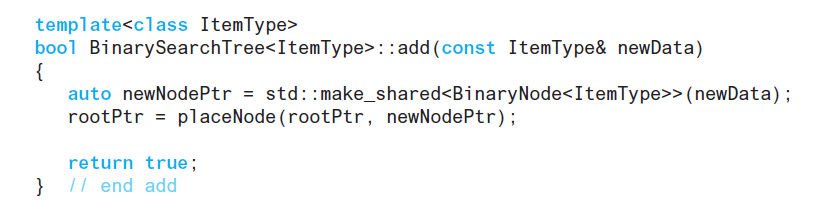 template<class ItemType>
bool BinarySearchTree<ItemType>::add(const ItemType& newData)
{
   auto newNodePtr = std::make_shared<BinaryNode<ItemType>>(newData);
   rootPtr = placeNode(rootPtr, newNodePtr);

   return true;
}  // end add